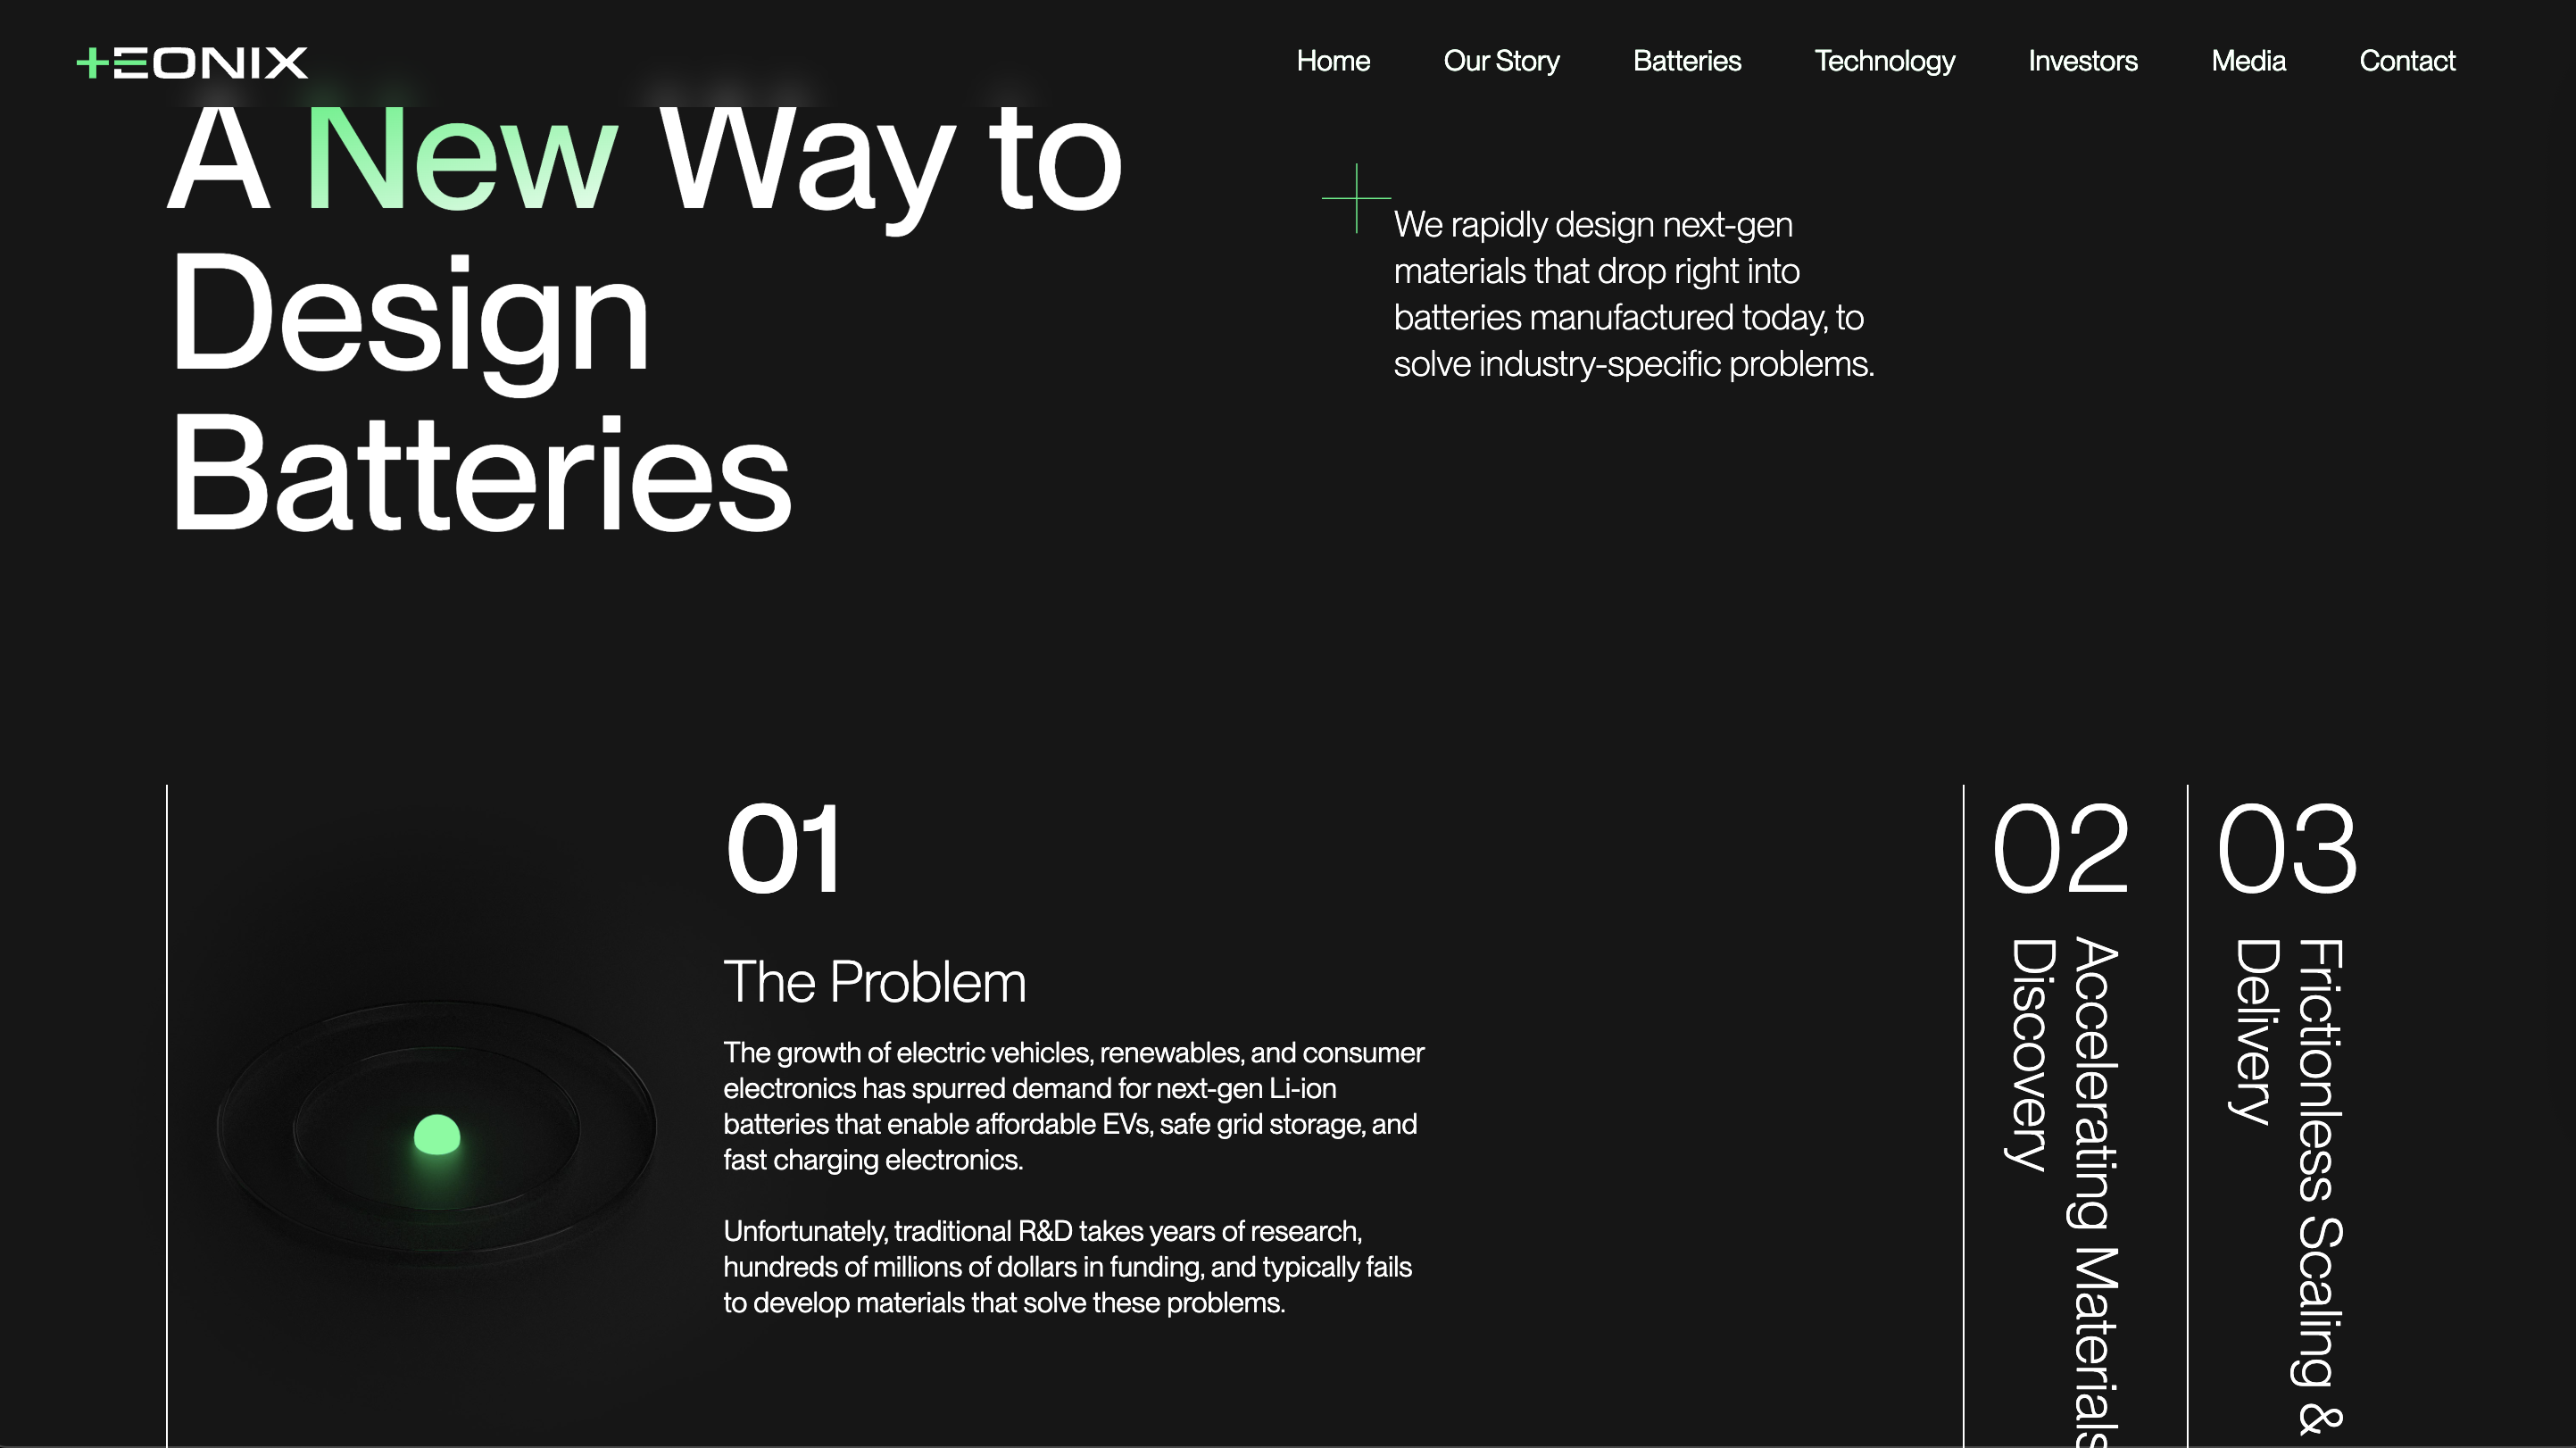 +EONIX
Home
Our Story
Batteries
Technology
Investors
Media
Contact
A New Way to
Design
Batteries
We rapidly design next-gen
materials that drop right into
batteries manufactured today, to
solve industry-specific problems.
01
The Problem
The growth of electric vehicles, renewables, and consumer
electronics has spurred demand for next-gen Li-ion
batteries that enable affordable EVs, safe grid storage, and
fast charging electronics.
Unfortunately, traditional R&D takes years of research,
hundreds of millions of dollars in funding, and typically fails
to develop materials that solve these problems.
02
Accelerating Materials
Discovery
03
Frictionless Scaling &
Delivery